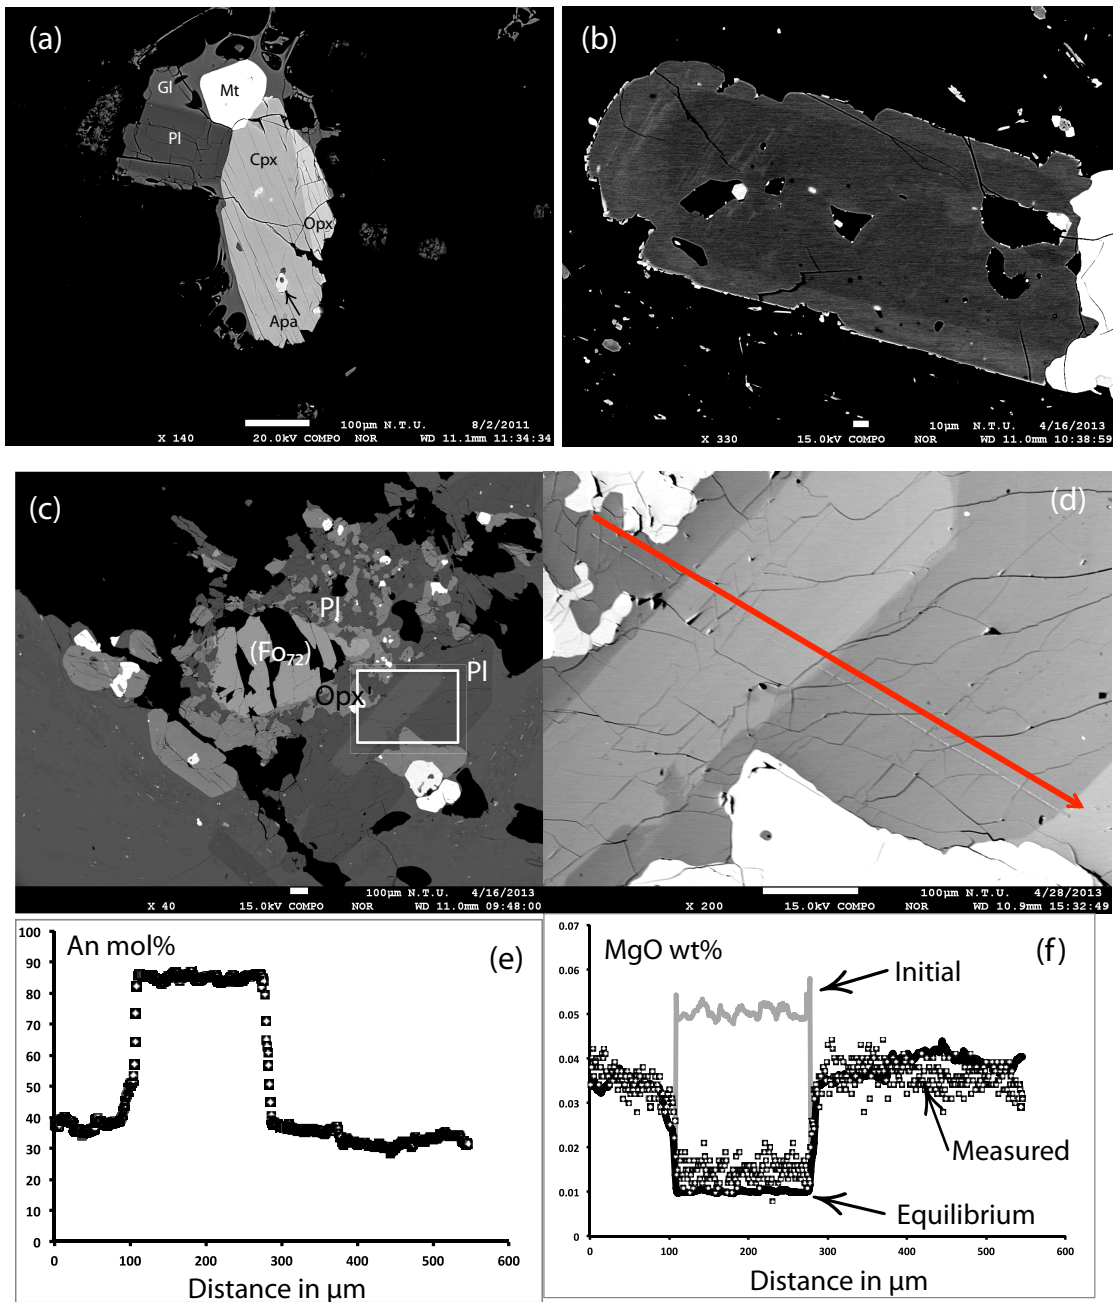 (a)
Gl
Mt
Pl
Cpx
Opx
Apa
100µm N.T.U. 8/2/2011
X 140 20.0kV COMPO NOR WD 11.1mm 11:34:34
(b)
10µm N.T.U. 4/16/2013
X 330 15.0kV COMPO NOR WD 11.0mm 10:38:59
(c)
Pl
(Fo72)
Pl
Opx
100µm N.T.U. 4/16/2013
X 40 15.0kV COMPO NOR WD 11.0mm 09:48:00
(d)
100µm N.T.U. 4/28/2013
X 200 15.0kV COMPO NOR WD 10.9mm 15:32:49
An mol%
(e)
100
90
80
70
60
50
40
30
20
10
0
0 100 200 300 400 500 600
Distance in µm
MgO wt%
(f)
0.07
0.06
0.05
0.04
0.03
0.02
0.01
0
Initial
Measured
Equilibrium
0 100 200 300 400 500 600
Distance in µm